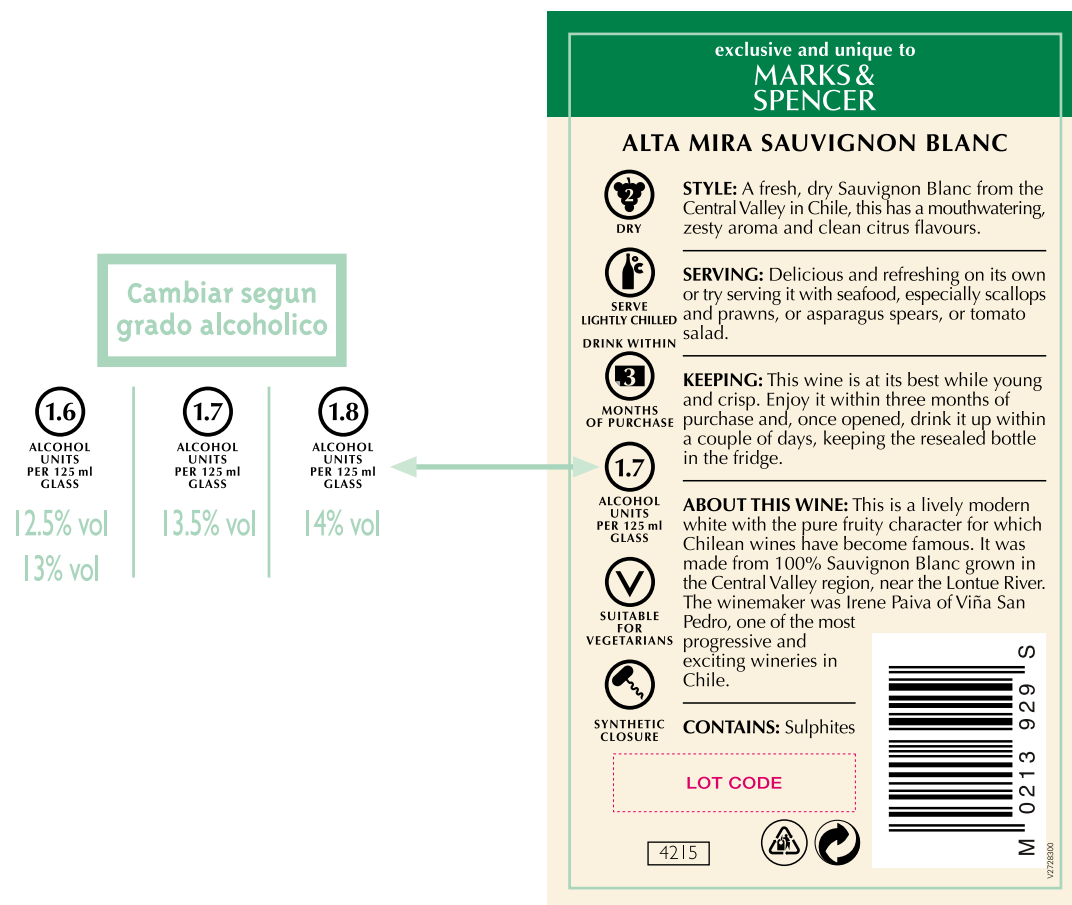 Cambiar segun
grado alcoholico
1.6
ALCOHOL
UNITS
PER 125 ml
GLASS
12.5% vol
13% vol
1.7
ALCOHOL
UNITS
PER 125 ml
GLASS
13.5% vol
1.8
ALCOHOL
UNITS
PER 125 ml
GLASS
14% vol
exclusive and unique to
MARKS &
SPENCER
ALTA MIRA SAUVIGNON BLANC
2
DRY
STYLE: A fresh, dry Sauvignon Blanc from the
Central Valley in Chile, this has a mouthwatering,
zesty aroma and clean citrus flavours.
°C
SERVE
LIGHTLY CHILLED
SERVING: Delicious and refreshing on its own
or try serving it with seafood, especially scallops
and prawns, or asparagus spears, or tomato
salad.
DRINK WITHIN
3
MONTHS
OF PURCHASE
KEEPING: This wine is at its best while young
and crisp. Enjoy it within three months of
purchase and, once opened, drink it up within
a couple of days, keeping the resealed bottle
in the fridge.
1.7
ALCOHOL
UNITS
PER 125 ml
GLASS
ABOUT THIS WINE: This is a lively modern
white with the pure fruity character for which
Chilean wines have become famous. It was
made from 100% Sauvignon Blanc grown in
the Central Valley region, near the Lontue River.
The winemaker was Irene Paiva of Viña San
Pedro, one of the most
progressive and
exciting wineries in
Chile.
V
SUITABLE
FOR
VEGETARIANS
SYNTHETIC
CLOSURE
CONTAINS: Sulphites
LOT CODE
4215
M 0213 929 S
V2728300